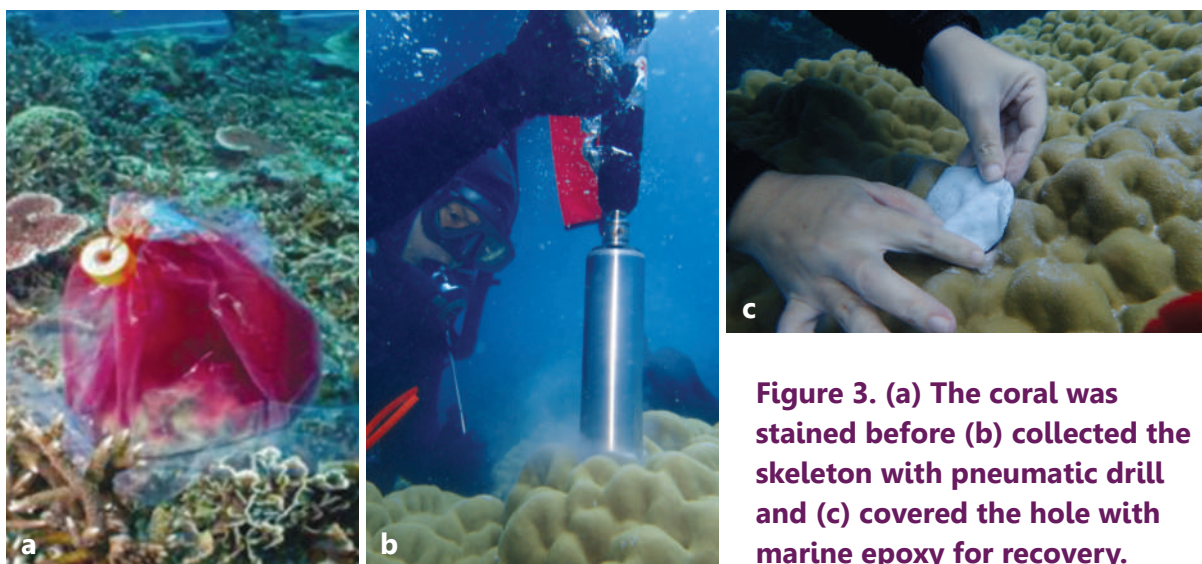 a
b
c
Figure 3. (a) The coral was
stained before (b) collected the
skeleton with pneumatic drill
and (c) covered the hole with
marine epoxy for recovery.